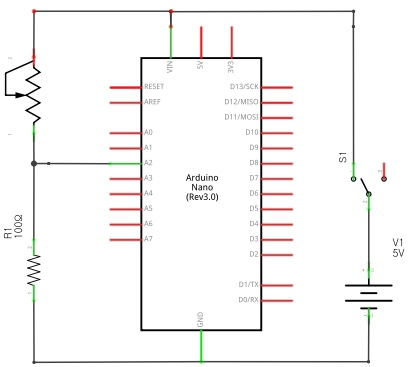 VIN
5V
3V3
RESET
AREF
A0
A1
A2
A3
A4
A5
A6
A7
Arduino
Nano
(Rev3.0)
D13/SCK
D12/MISO
D11/MOSI
D10
D9
D8
D7
D6
D5
D4
D3
D2
D1/TX
D0/RX
GND
R1
100Ω
S1
V1
5V